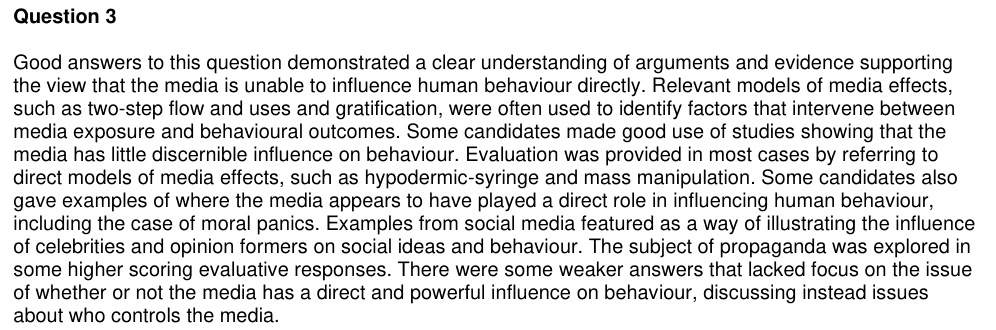 Question 3
Good answers to this question demonstrated a clear understanding of arguments and evidence supporting
the view that the media is unable to influence human behaviour directly. Relevant models of media effects,
such as two-step flow and uses and gratification, were often used to identify factors that intervene between
media exposure and behavioural outcomes. Some candidates made good use of studies showing that the
media has little discernible influence on behaviour. Evaluation was provided in most cases by referring to
direct models of media effects, such as hypodermic-syringe and mass manipulation. Some candidates also
gave examples of where the media appears to have played a direct role in influencing human behaviour,
including the case of moral panics. Examples from social media featured as a way of illustrating the influence
of celebrities and opinion formers on social ideas and behaviour. The subject of propaganda was explored in
some higher scoring evaluative responses. There were some weaker answers that lacked focus on the issue
of whether or not the media has a direct and powerful influence on behaviour, discussing instead issues
about who controls the media.